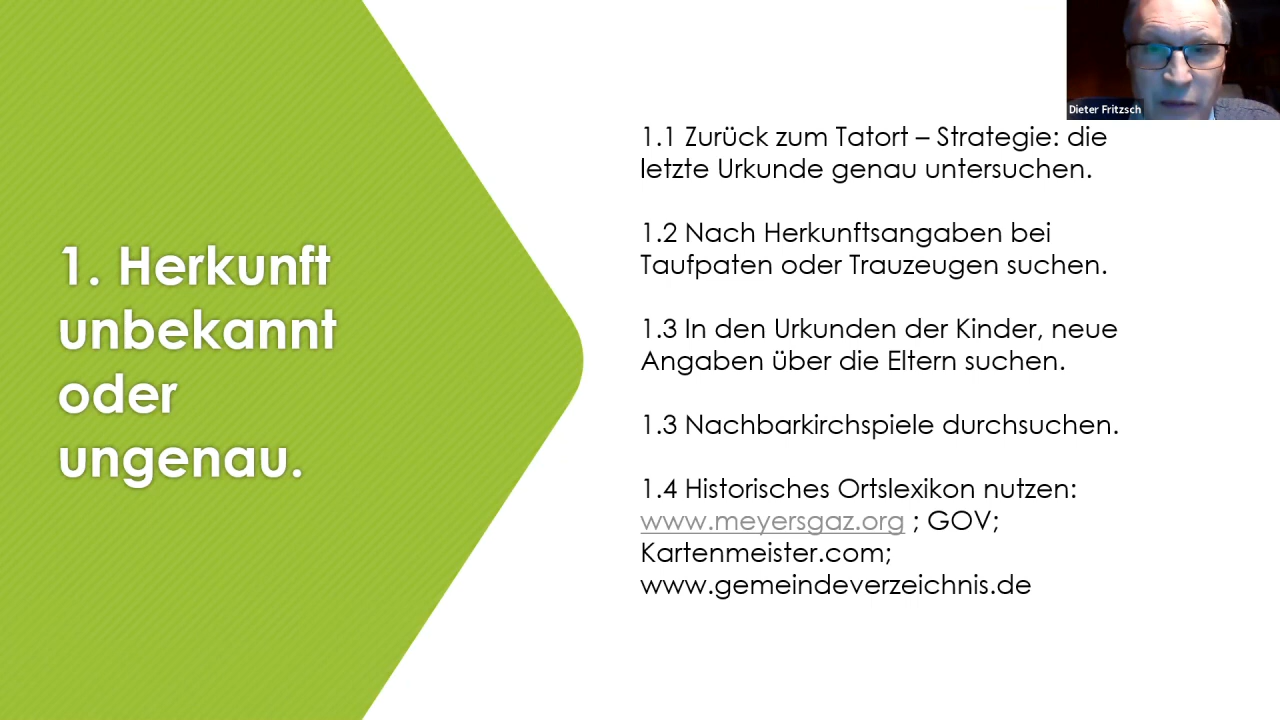 1. Herkunft
unbekannt
oder
ungenau.
Dieter Fritzsch
1.1 Zurück zum Tatort – Strategie: die
letzte Urkunde genau untersuchen.
1.2 Nach Herkunftsangaben bei
Taufpaten oder Trauzeugen suchen.
1.3 In den Urkunden der Kinder, neue
Angaben über die Eltern suchen.
1.3 Nachbarkirchspiele durchsuchen.
1.4 Historisches Ortslexikon nutzen:
www.meyersgaz.org ; GOV;
Kartenmeister.com;
www.gemeindeverzeichnis.de